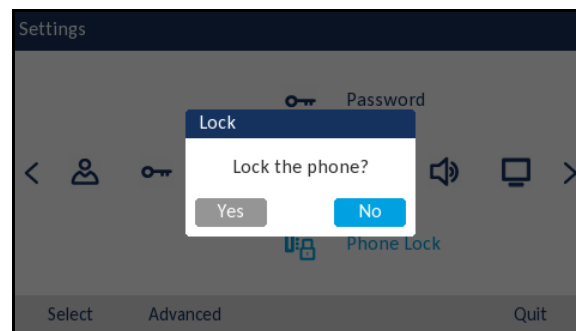 Settings
Password
Lock
Lock the phone?
Yes No
Phone Lock
Select Advanced Quit